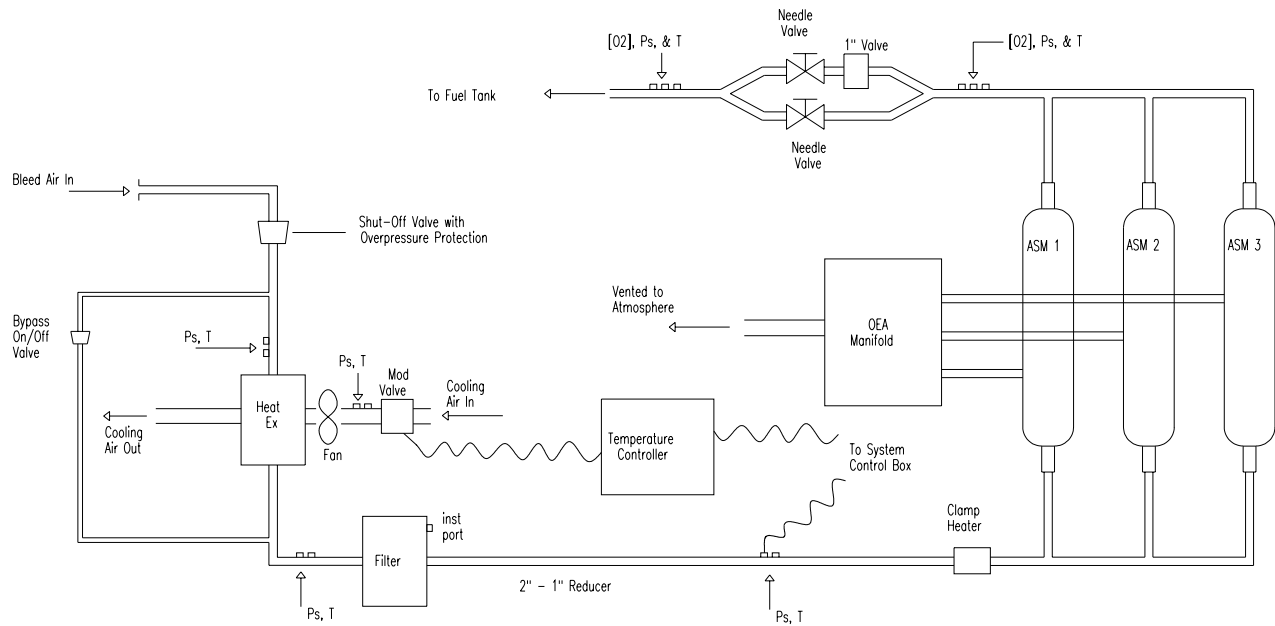 Needle
Valve
[O2], Ps, & T
1" Valve
[O2], Ps, & T
To Fuel Tank
Needle
Valve
Bleed Air In
Shut-Off Valve with
Overpressure Protection
ASM 1
ASM 2
ASM 3
Vented to
Atmosphere
OEA
Manifold
Bypass
On/Off
Valve
Ps, T
Ps, T
Mod
Valve
Cooling
Air In
Heat
Ex
Cooling
Air Out
Fan
Temperature
Controller
To System
Control Box
Clamp
Heater
inst
port
Filter
2" - 1" Reducer
Ps, T
Ps, T